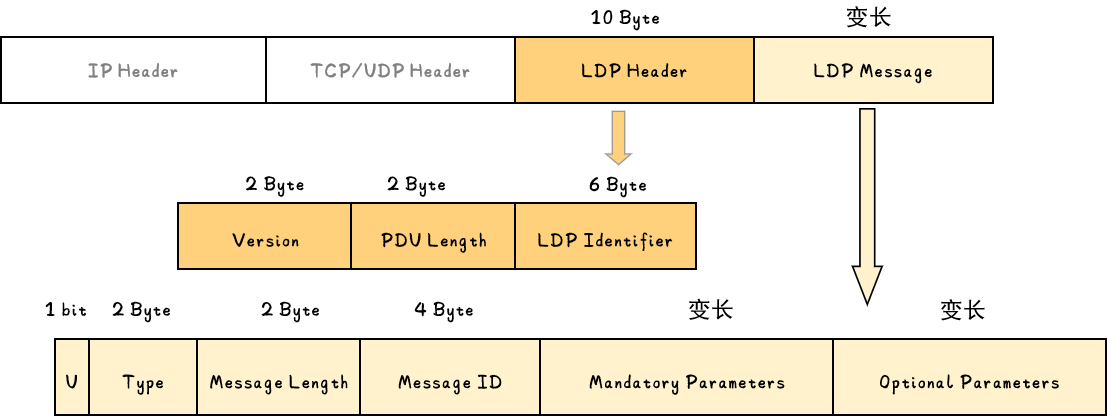 10 Byte 变长
IP Header TCP/UDP Header LDP Header LDP Message
2 Byte 2 Byte 6 Byte
Version PDU Length LDP Identifier
1 bit 2 Byte 2 Byte 4 Byte 变长 变长
U Type Message Length Message ID Mandatory Parameters Optional Parameters